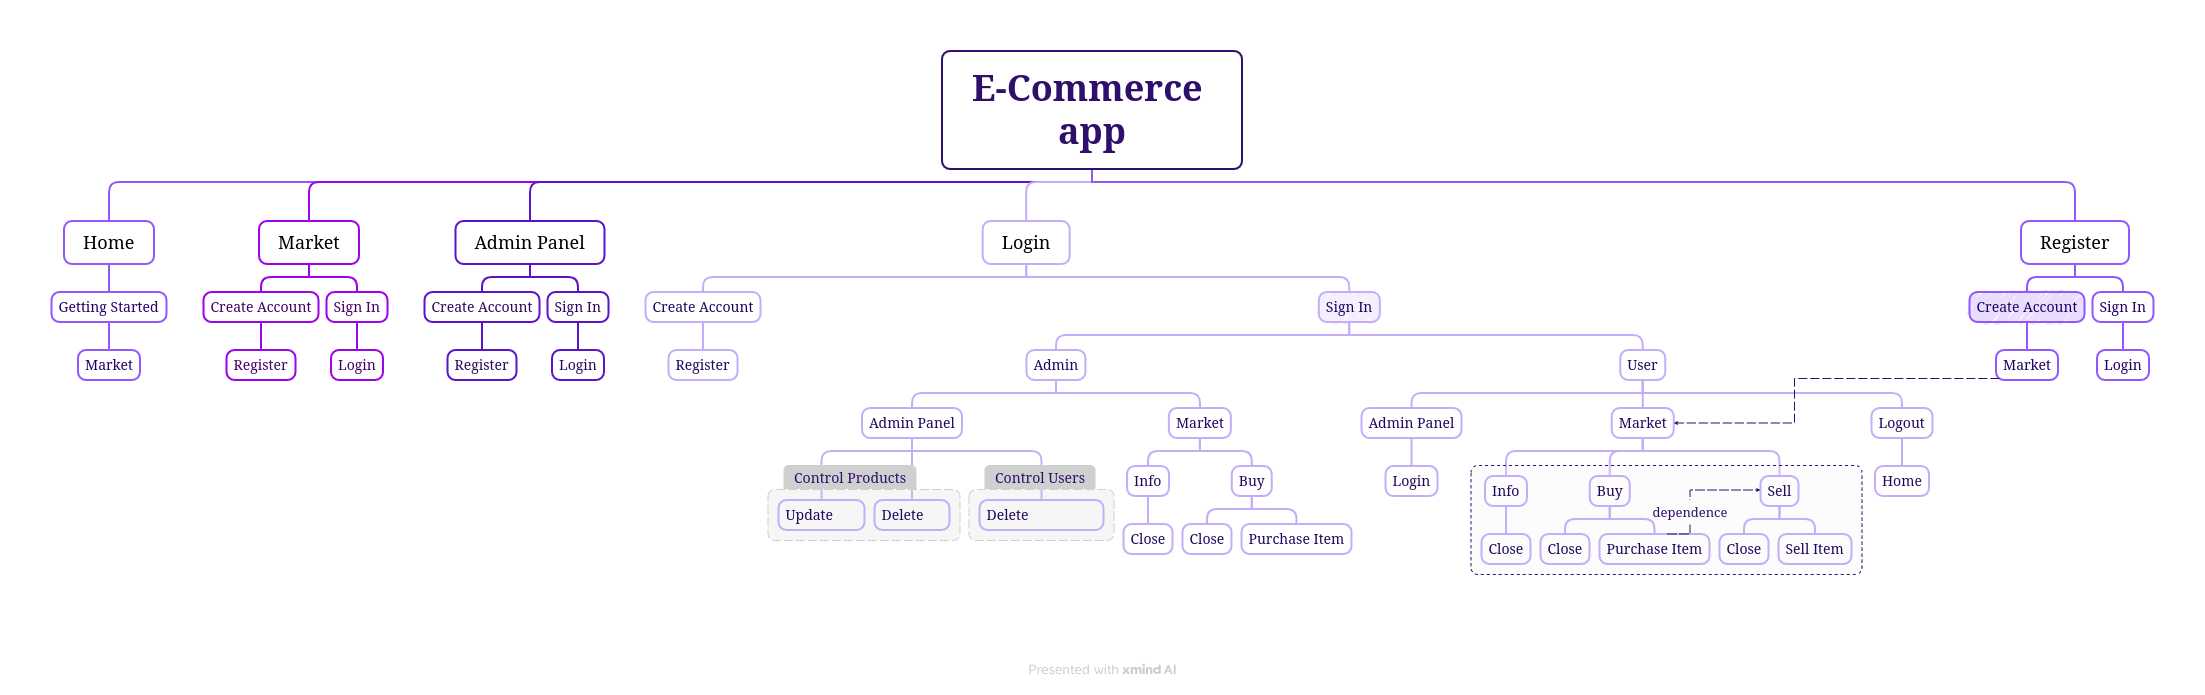 E-Commerce
app
Home
Market
Admin Panel
Login
Register
Getting Started
Create Account
Sign In
Create Account
Sign In
Create Account
Sign In
Create Account
Sign In
Market
Register
Login
Register
Login
Register
Admin
User
Market
Login
Admin Panel
Market
Admin Panel
Market
Logout
Control Products
Control Users
Info
Buy
Login
Info
Buy
Sell
Home
Update
Delete
Delete
dependence
Close
Close
Purchase Item
Close
Close
Purchase Item
Close
Sell Item
Presented with xmind AI